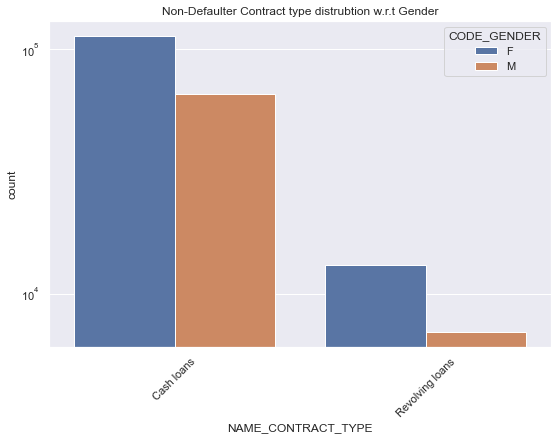 Non-Defaulter Contract type distrubtion w.r.t Gender
CODE_GENDER
F
M
10^5
10^4
count
Cash loans
Revolving loans
NAME_CONTRACT_TYPE